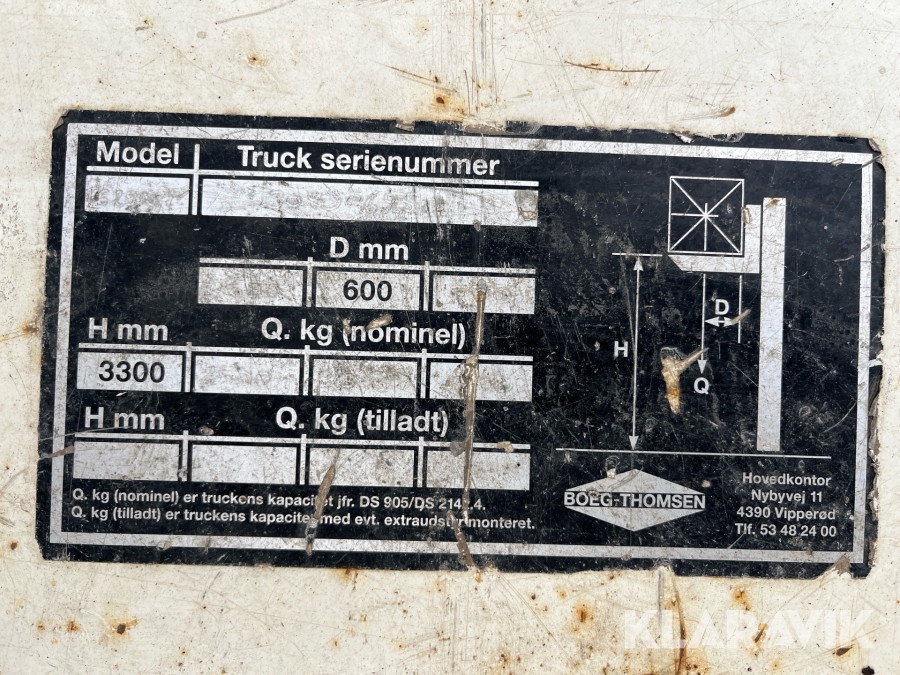 Model Truck serienummer
D mm
600
H mm Q. kg (nominel)
3300
H mm Q. kg (tilladt)
Q. kg (nominel) er truckens kapacitet jfr. DS 905/DS 2142.4.
Q. kg (tilladt) er truckens kapacitet med evt. extraudstyr monteret.
D
H
Q
BOEG-THOMSEN
Hovedkontor
Nybyvej 11
4390 Vipperød
Tlf. 53 48 24 00
KLARAVIK